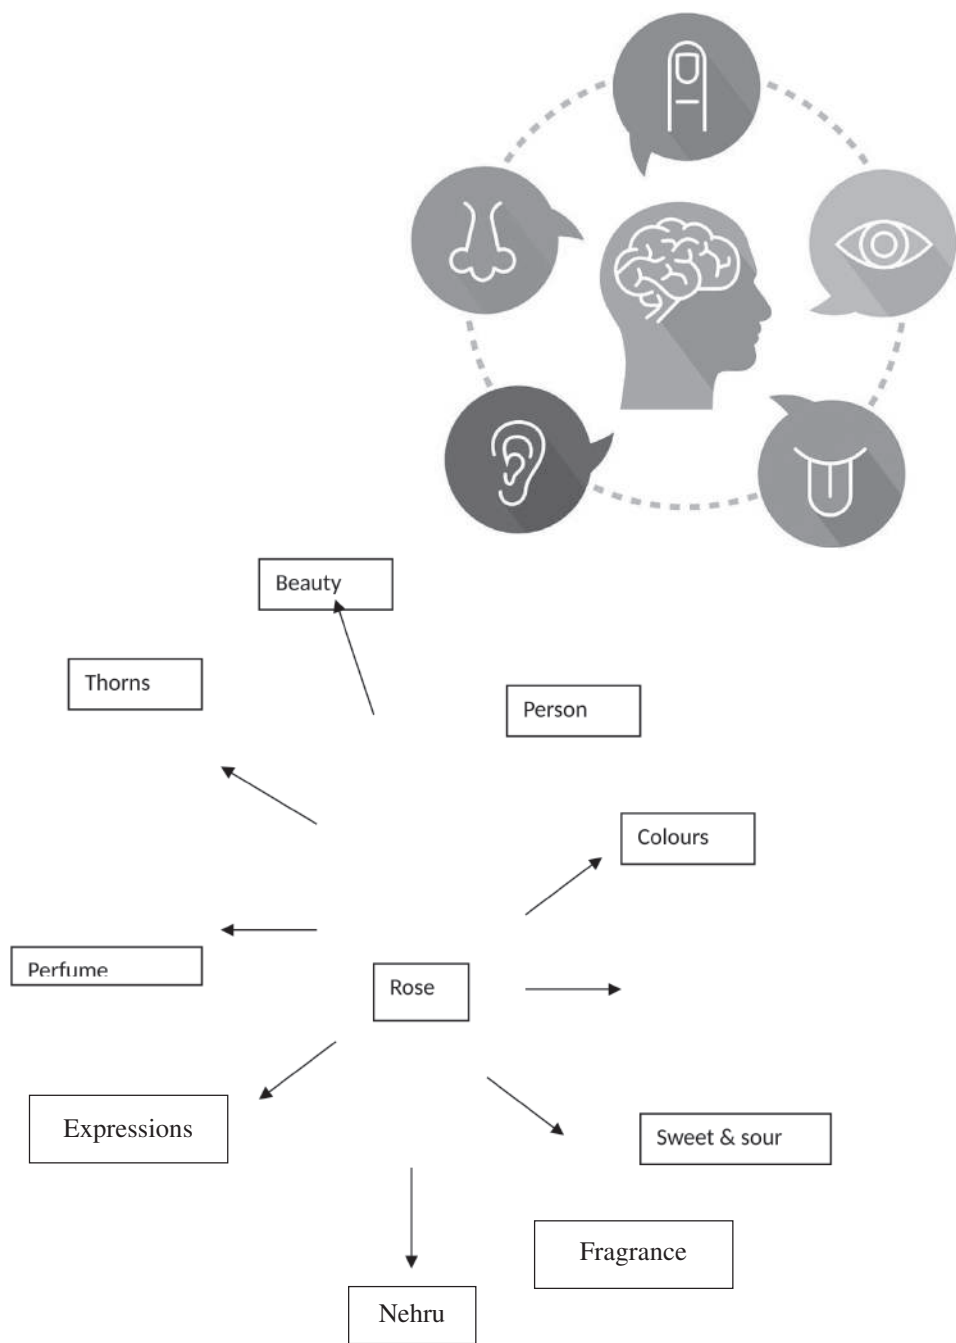 Beauty
Thorns
Person
Colours
Perfume
Rose
Expressions
Sweet & sour
Fragrance
Nehru